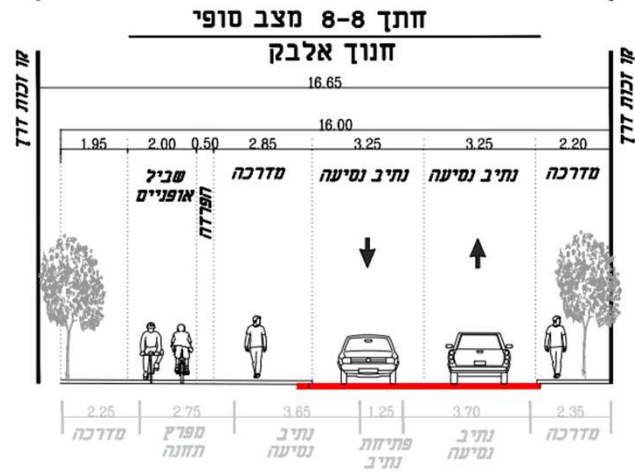 חתך 8-8 מצב סופי
חנוך אלבק
קו זכות דרך
קו זכות דרך
16.65
16.00
1.95 2.00 0.50 2.85 3.25 3.25 2.20
שביל אופניים
הפרדה
מדרכה
נתיב נסיעה
נתיב נסיעה
מדרכה
2.25 2.75 3.65 1.25 3.70 2.35
מדרכה
מפרץ תחנה
נתיב נסיעה
פתיחת נתיב
נתיב נסיעה
מדרכה